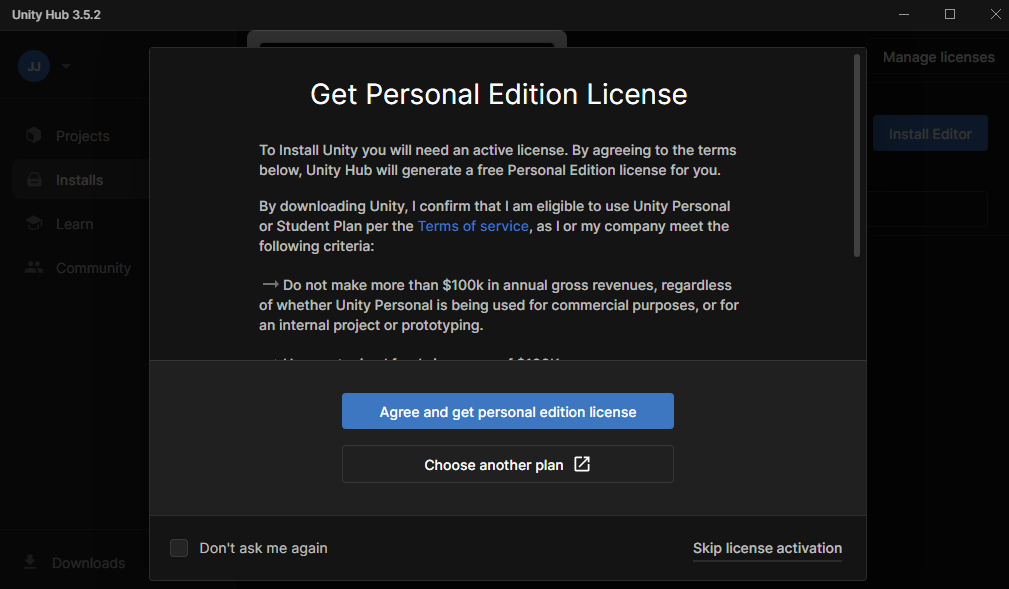 Unity Hub 3.5.2
JJ
Manage licenses
Get Personal Edition License
Projects
Install Editor
To Install Unity you will need an active license. By agreeing to the terms
below, Unity Hub will generate a free Personal Edition license for you.
Installs
By downloading Unity, I confirm that I am eligible to use Unity Personal
or Student Plan per the Terms of service, as I or my company meet the
following criteria:
Learn
Community
→ Do not make more than $100k in annual gross revenues, regardless
of whether Unity Personal is being used for commercial purposes, or for
an internal project or prototyping.
Agree and get personal edition license
Choose another plan
Don't ask me again
Skip license activation
Downloads